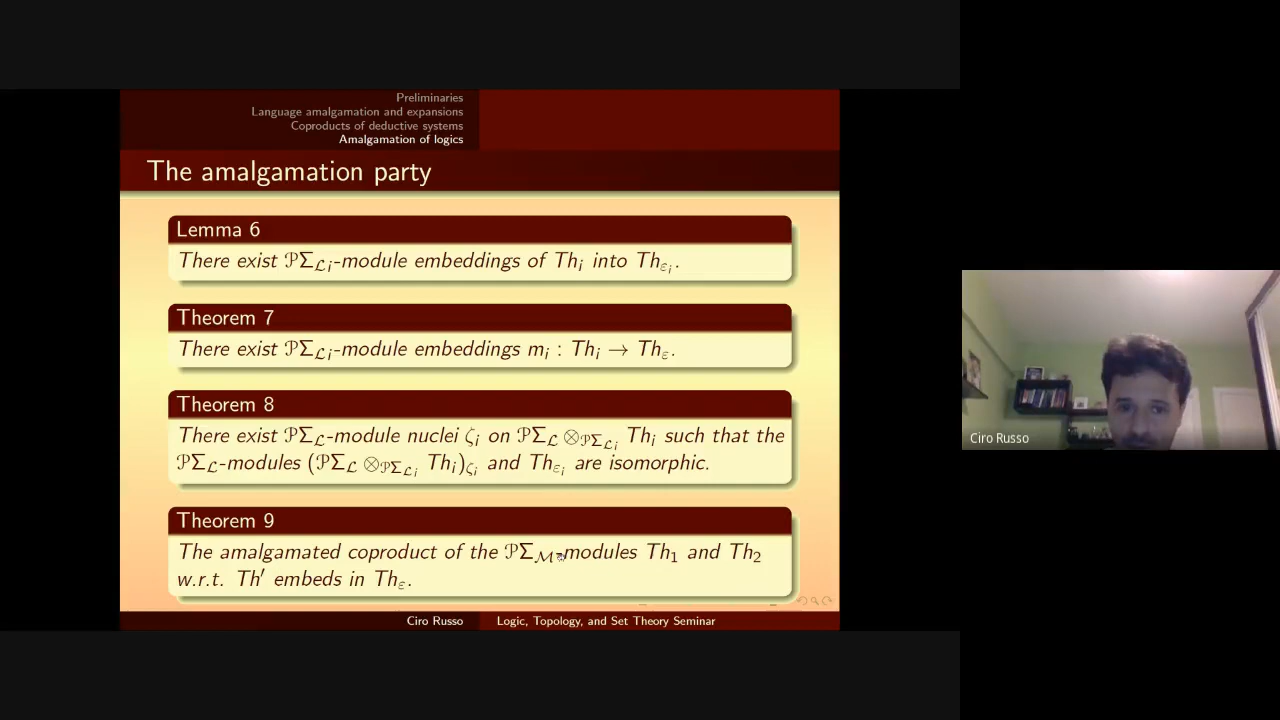 Preliminaries
Language amalgamation and expansions
Coproducts of deductive systems
Amalgamation of logics
The amalgamation party
Lemma 6
There exist 𝒫Σ_{ℒ_i}-module embeddings of Th_i into Th_{ε_i}.
Theorem 7
There exist 𝒫Σ_{ℒ_i}-module embeddings m_i : Th_i → Th_ε.
Theorem 8
There exist 𝒫Σ_ℒ-module nuclei ζ_i on 𝒫Σ_ℒ ⊗_{𝒫Σ_{ℒ_i}} Th_i such that the
𝒫Σ_ℒ-modules (𝒫Σ_ℒ ⊗_{𝒫Σ_{ℒ_i}} Th_i)_{ζ_i} and Th_{ε_i} are isomorphic.
Theorem 9
The amalgamated coproduct of the 𝒫Σ_ℳ-modules Th_1 and Th_2
w.r.t. Th′ embeds in Th_ε.
Ciro Russo
Logic, Topology, and Set Theory Seminar
Ciro Russo